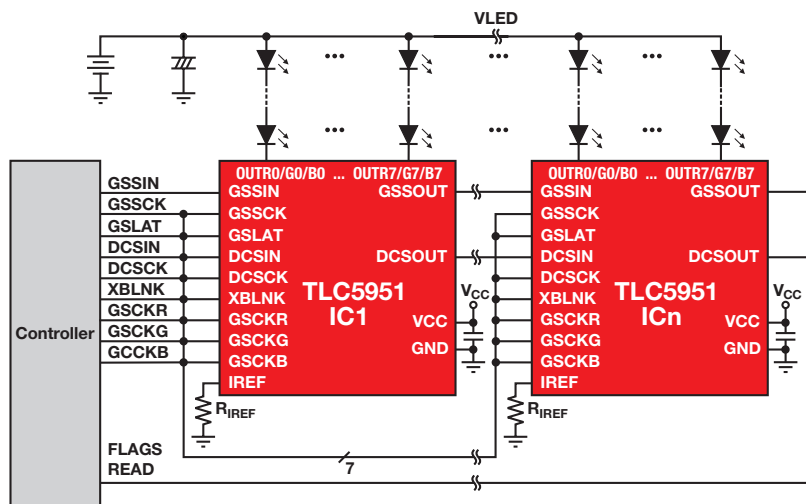 VLED
Controller
GSSIN
GSSCK
GSLAT
DCSIN
DCSCK
XBLNK
GSCKR
GSCKG
GCCKB
FLAGS
READ
OUTR0/G0/B0 ... OUTR7/G7/B7
GSSIN
GSSCK
GSLAT
DCSIN
DCSCK
XBLNK
GSCKR
GSCKG
GSCKB
IREF
GSSOUT
DCSOUT
TLC5951
IC1
VCC
GND
VCC
RIREF
7
OUTR0/G0/B0 ... OUTR7/G7/B7
GSSIN
GSSCK
GSLAT
DCSIN
DCSCK
XBLNK
GSCKR
GSCKG
GSCKB
IREF
GSSOUT
DCSOUT
TLC5951
ICn
VCC
GND
VCC
RIREF